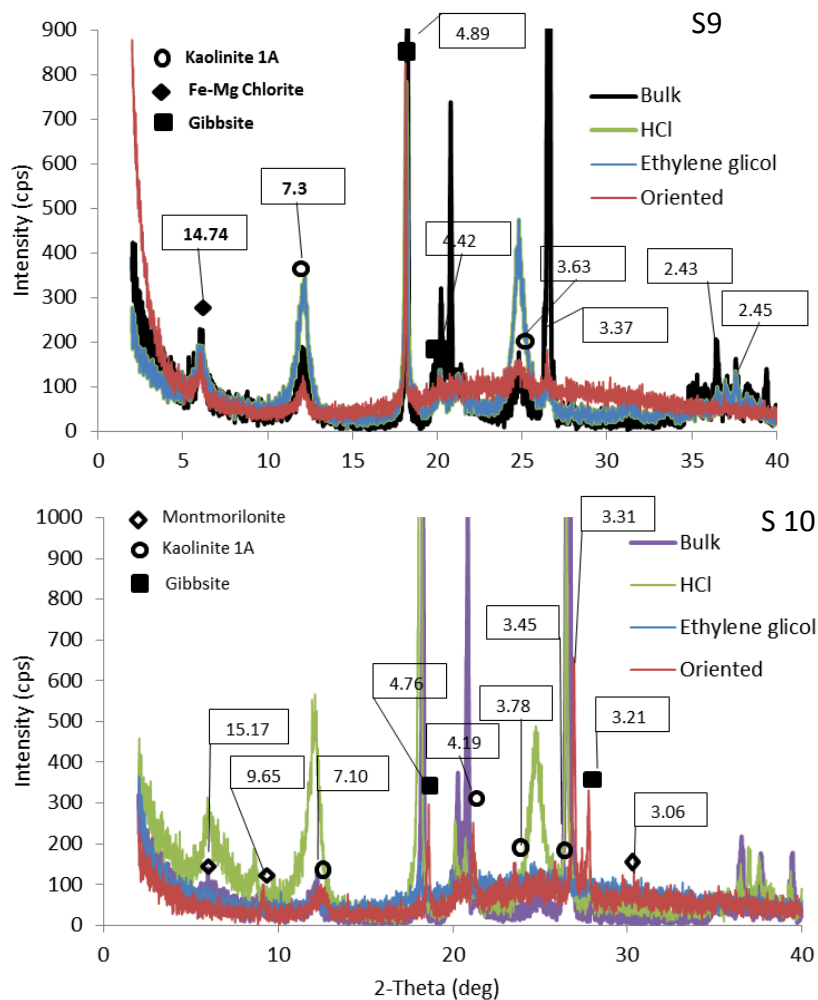 S9
900
800
700
600
500
400
300
200
100
0
Intensity (cps)
Kaolinite 1A
Fe-Mg Chlorite
Gibbsite
4.89
Bulk
HCl
Ethylene glicol
Oriented
7.3
14.74
4.42
3.63
3.37
2.43
2.45
0 5 10 15 20 25 30 35 40
S 10
1000
900
800
700
600
500
400
300
200
100
0
Intensity (cps)
Montmorilonite
Kaolinite 1A
Gibbsite
3.31
Bulk
HCl
Ethylene glicol
Oriented
3.45
4.76
3.78
3.21
15.17
4.19
9.65
7.10
3.06
0 10 20 30 40
2-Theta (deg)